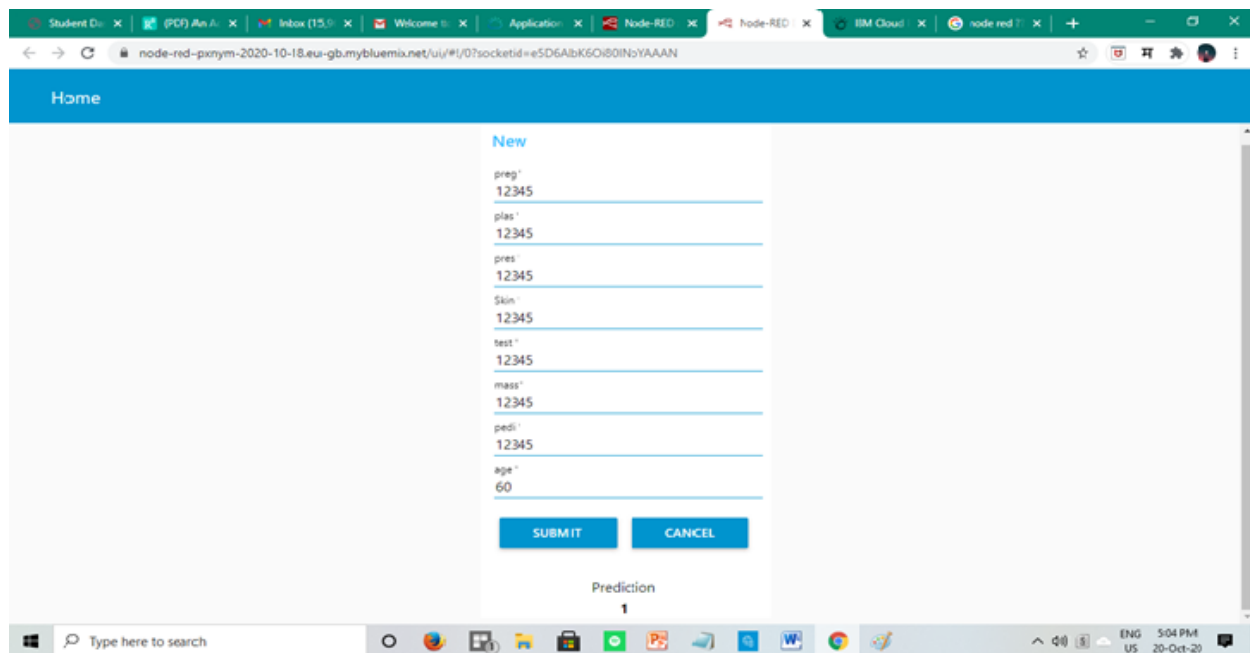 Student Da
(PDF) An A
Inbox (15,9
Welcome t
Application
Node-RED
Node-RED
IBM Cloud
node red
node-red-pxnym-2020-10-18.eu-gb.mybluemix.net/ui/#!/0?socketid=
Home
New
preg *
12345
plas *
12345
pres *
12345
Skin *
12345
test *
12345
mass *
12345
pedi *
12345
age *
60
SUBMIT CANCEL
Prediction
1
Type here to search
ENG 5:04 PM
US 20-Oct-20